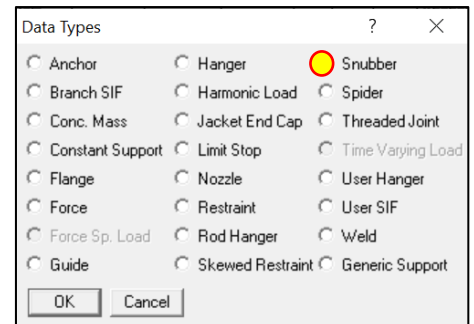 Data Types ?
Anchor Hanger Snubber
Branch SIF Harmonic Load Spider
Conc. Mass Jacket End Cap Threaded Joint
Constant Support Limit Stop Time Varying Load
Flange Nozzle User Hanger
Force Restraint User SIF
Force Sp. Load Rod Hanger Weld
Guide Skewed Restraint Generic Support
OK Cancel